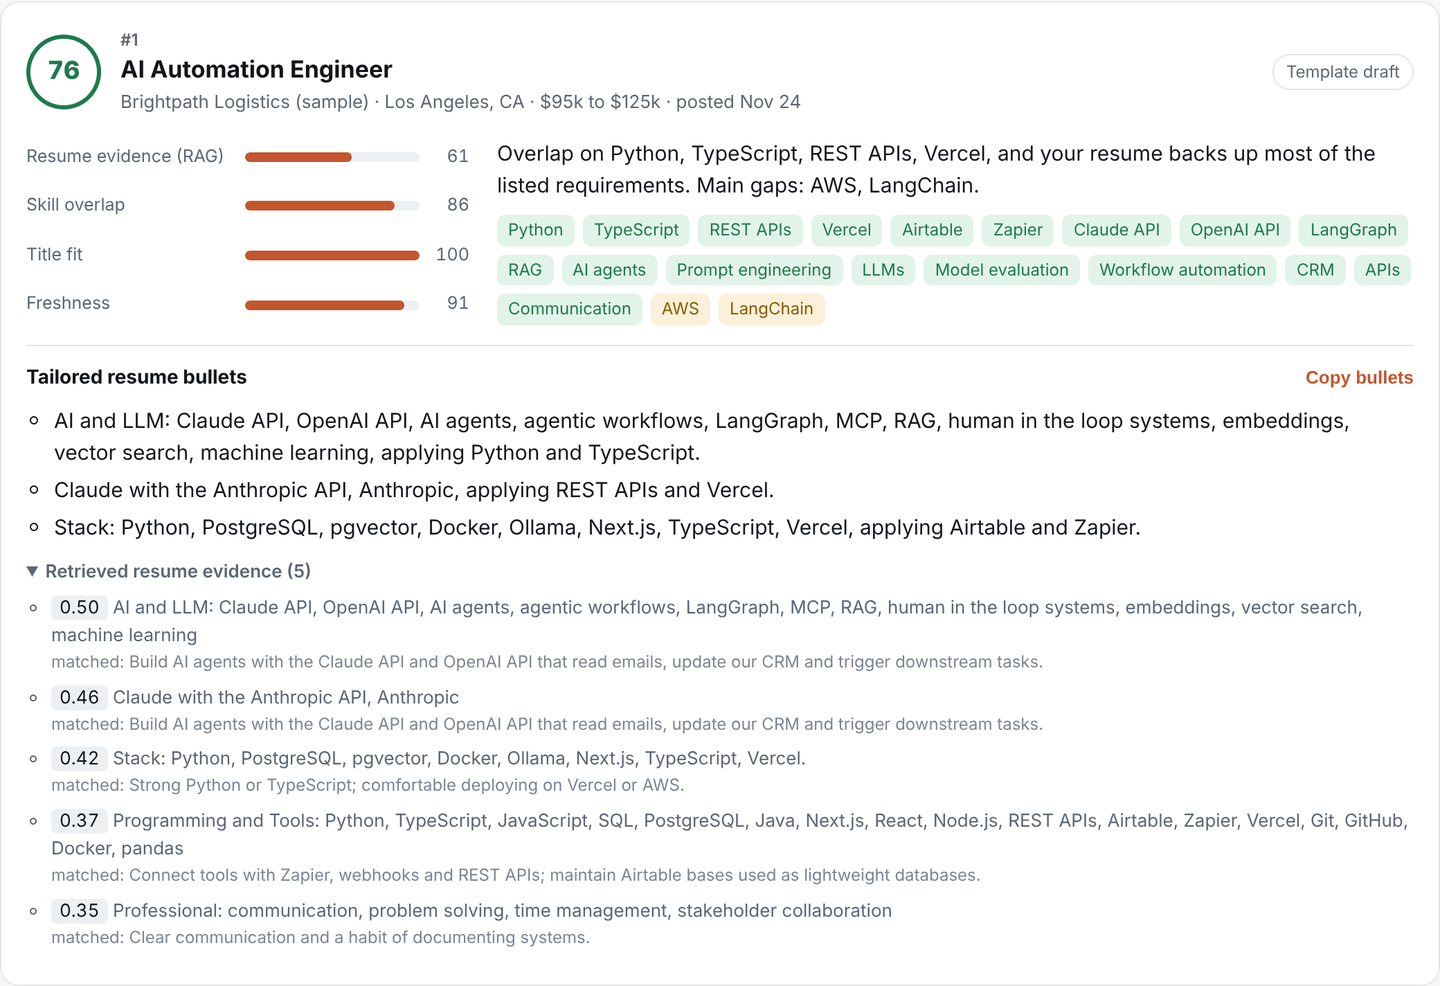 76
#1
AI Automation Engineer
Brightpath Logistics (sample) · Los Angeles, CA · $95k to $125k · posted Nov 24
Template draft
Resume evidence (RAG) 61
Skill overlap 86
Title fit 100
Freshness 91
Overlap on Python, TypeScript, REST APIs, Vercel, and your resume backs up most of the
listed requirements. Main gaps: AWS, LangChain.
Python TypeScript REST APIs Vercel Airtable Zapier Claude API OpenAI API LangGraph
RAG AI agents Prompt engineering LLMs Model evaluation Workflow automation CRM APIs
Communication AWS LangChain
Tailored resume bullets
Copy bullets
AI and LLM: Claude API, OpenAI API, AI agents, agentic workflows, LangGraph, MCP, RAG, human in the loop systems, embeddings,
vector search, machine learning, applying Python and TypeScript.
Claude with the Anthropic API, Anthropic, applying REST APIs and Vercel.
Stack: Python, PostgreSQL, pgvector, Docker, Ollama, Next.js, TypeScript, Vercel, applying Airtable and Zapier.
▼ Retrieved resume evidence (5)
0.50 AI and LLM: Claude API, OpenAI API, AI agents, agentic workflows, LangGraph, MCP, RAG, human in the loop systems, embeddings, vector search,
machine learning
matched: Build AI agents with the Claude API and OpenAI API that read emails, update our CRM and trigger downstream tasks.
0.46 Claude with the Anthropic API, Anthropic
matched: Build AI agents with the Claude API and OpenAI API that read emails, update our CRM and trigger downstream tasks.
0.42 Stack: Python, PostgreSQL, pgvector, Docker, Ollama, Next.js, TypeScript, Vercel.
matched: Strong Python or TypeScript; comfortable deploying on Vercel or AWS.
0.37 Programming and Tools: Python, TypeScript, JavaScript, SQL, PostgreSQL, Java, Next.js, React, Node.js, REST APIs, Airtable, Zapier, Vercel, Git, GitHub,
Docker, pandas
matched: Connect tools with Zapier, webhooks and REST APIs; maintain Airtable bases used as lightweight databases.
0.35 Professional: communication, problem solving, time management, stakeholder collaboration
matched: Clear communication and a habit of documenting systems.